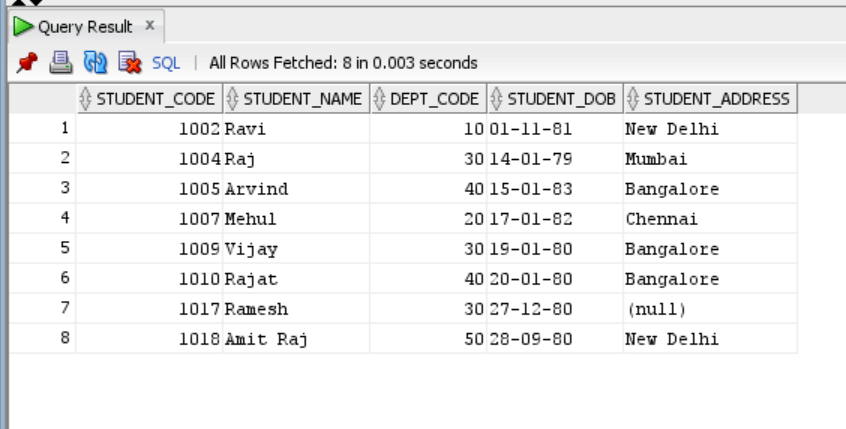 Query Result x
SQL | All Rows Fetched: 8 in 0.003 seconds
STUDENT_CODE STUDENT_NAME DEPT_CODE STUDENT_DOB STUDENT_ADDRESS
1 1002 Ravi 10 01-11-81 New Delhi
2 1004 Raj 30 14-01-79 Mumbai
3 1005 Arvind 40 15-01-83 Bangalore
4 1007 Mehul 20 17-01-82 Chennai
5 1009 Vijay 30 19-01-80 Bangalore
6 1010 Rajat 40 20-01-80 Bangalore
7 1017 Ramesh 30 27-12-80 (null)
8 1018 Amit Raj 50 28-09-80 New Delhi